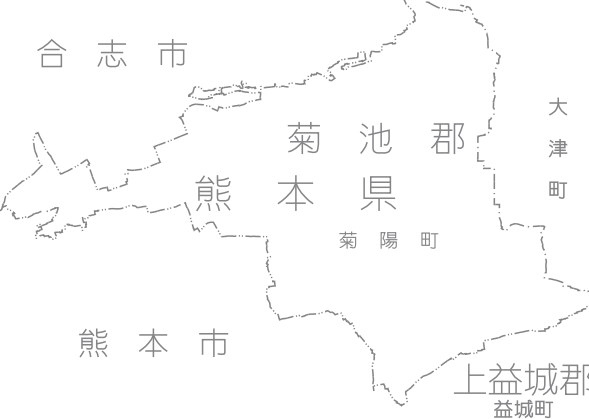 合志市
大津町
菊池郡
熊本県
菊陽町
熊本市
上益城郡
益城町